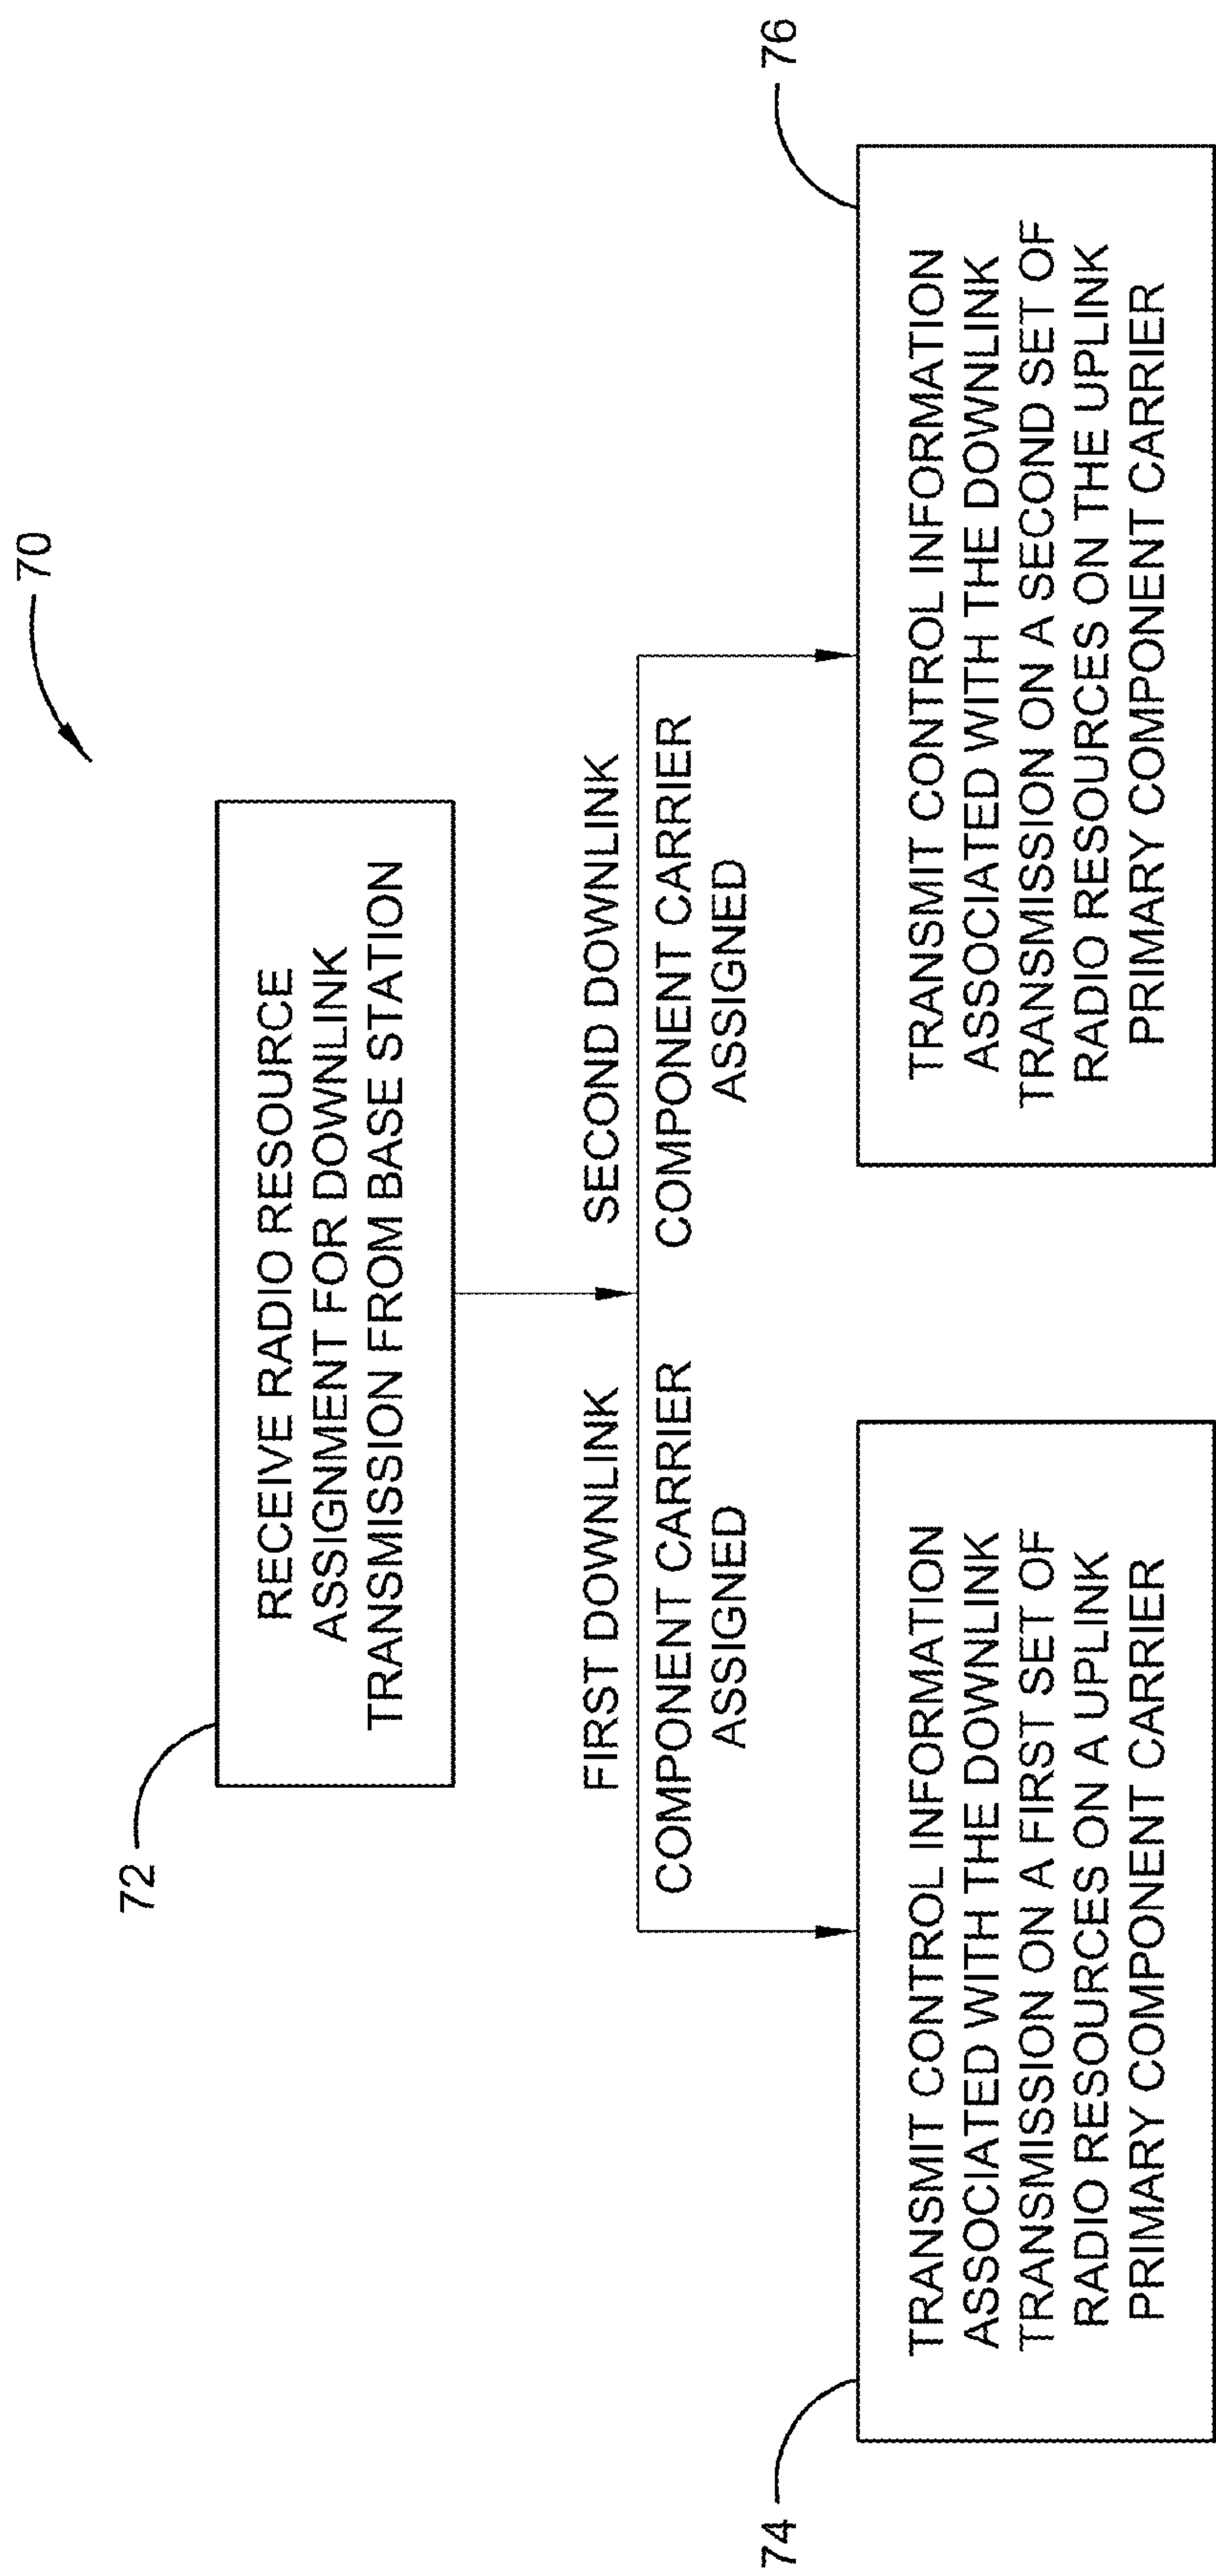 70
72
RECEIVE RADIO RESOURCE
ASSIGNMENT FOR DOWNLINK
TRANSMISSION FROM BASE STATION
FIRST DOWNLINK
COMPONENT CARRIER
ASSIGNED
SECOND DOWNLINK
COMPONENT CARRIER
ASSIGNED
74
TRANSMIT CONTROL INFORMATION
ASSOCIATED WITH THE DOWNLINK
TRANSMISSION ON A FIRST SET OF
RADIO RESOURCES ON A UPLINK
PRIMARY COMPONENT CARRIER
76
TRANSMIT CONTROL INFORMATION
ASSOCIATED WITH THE DOWNLINK
TRANSMISSION ON A SECOND SET OF
RADIO RESOURCES ON THE UPLINK
PRIMARY COMPONENT CARRIER